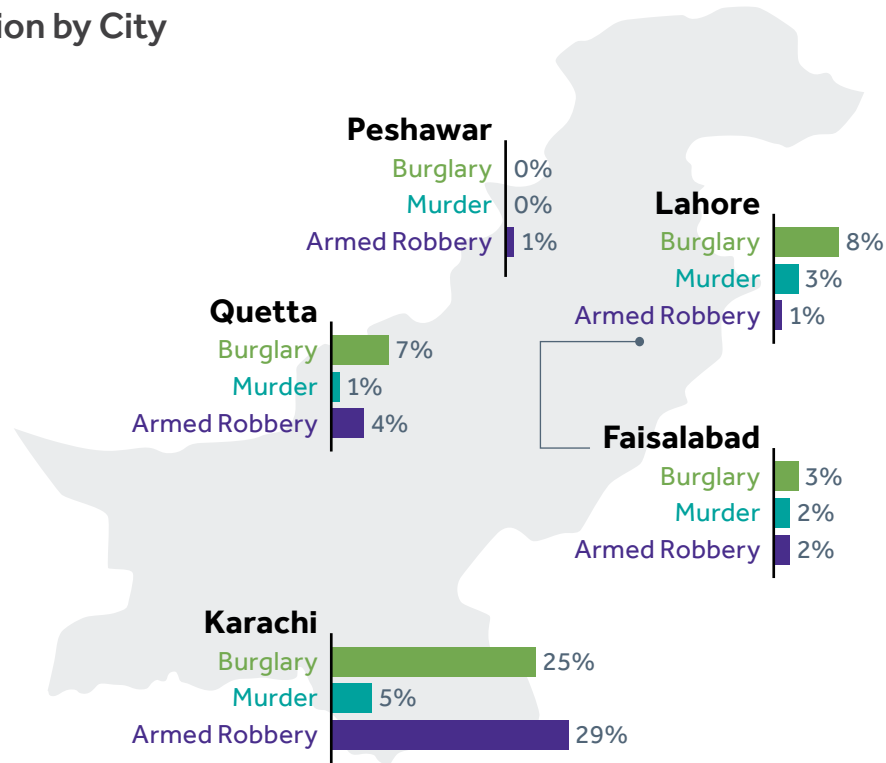 ion by City
Peshawar
Burglary 0%
Murder 0%
Armed Robbery 1%
Lahore
Burglary 8%
Murder 3%
Armed Robbery 1%
Quetta
Burglary 7%
Murder 1%
Armed Robbery 4%
Faisalabad
Burglary 3%
Murder 2%
Armed Robbery 2%
Karachi
Burglary 25%
Murder 5%
Armed Robbery 29%